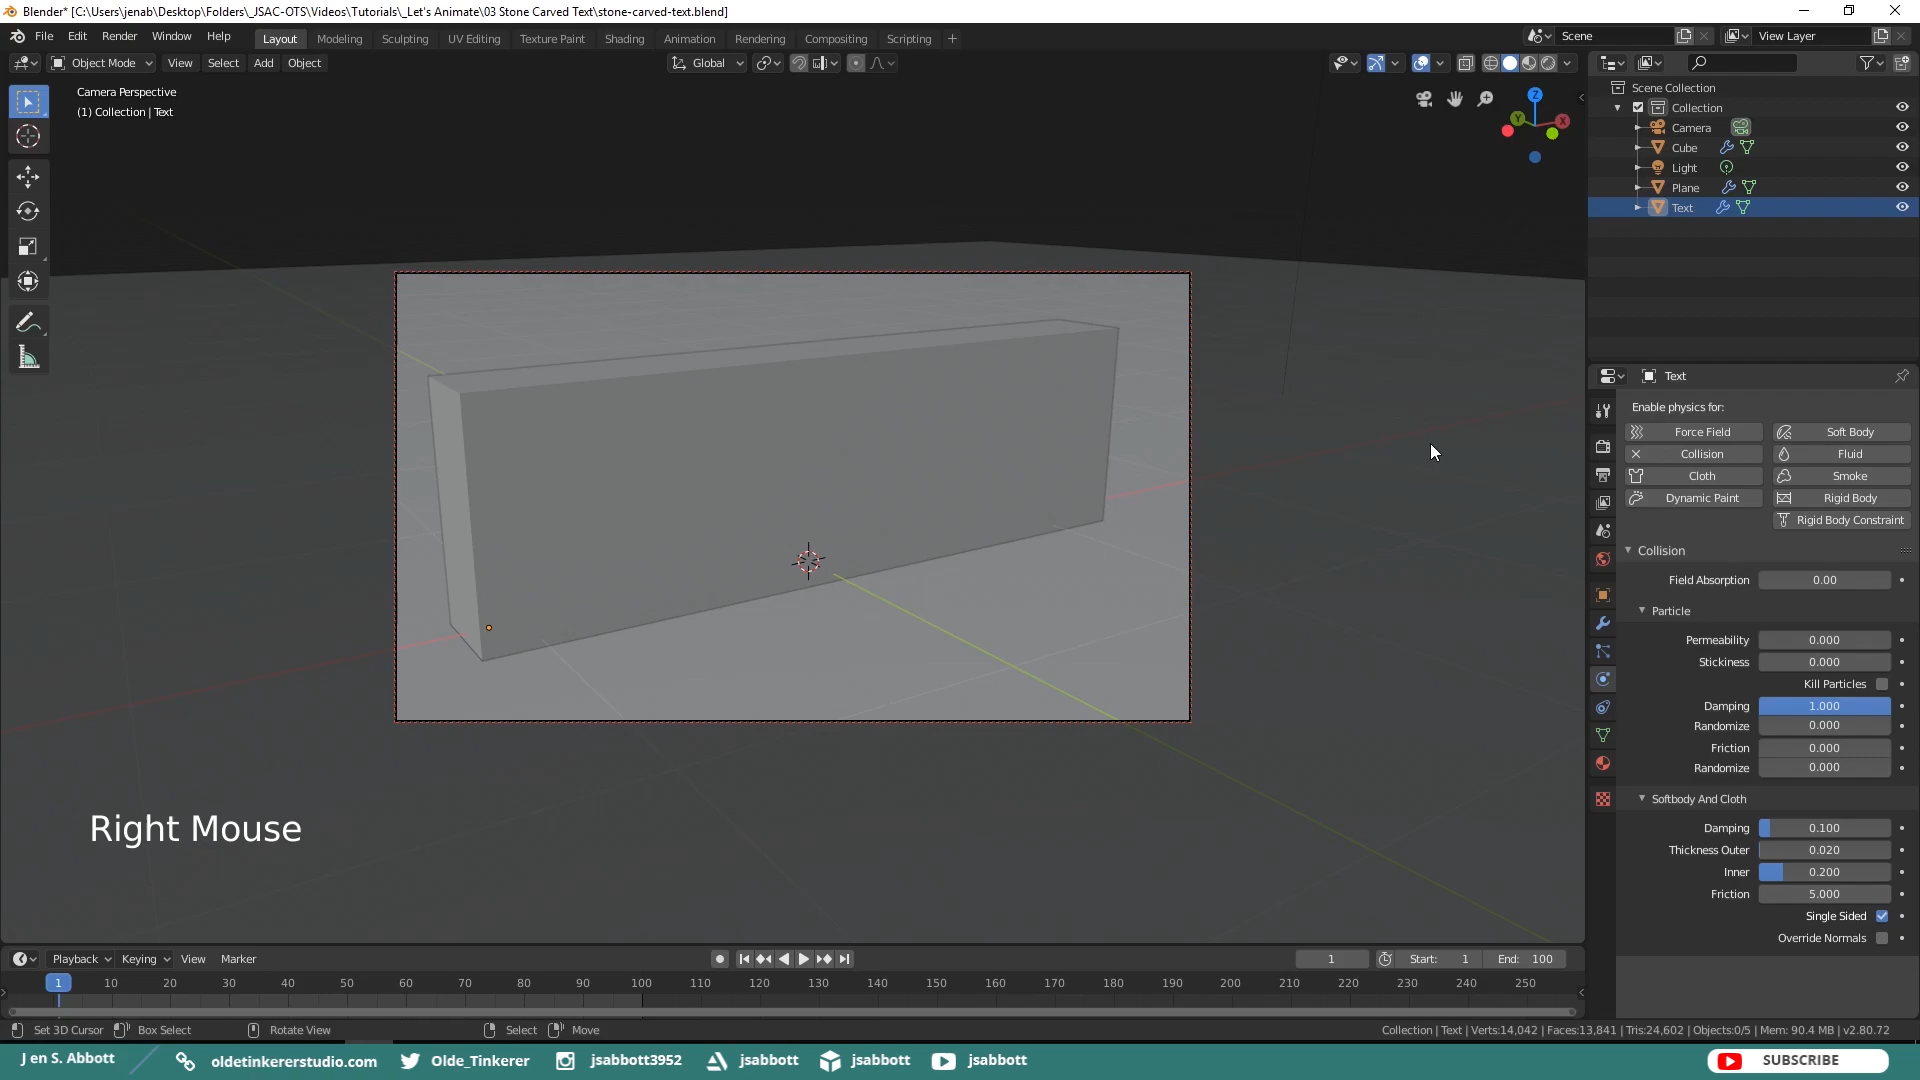 Blender* [C:\Users\jenab\Desktop\Folders\_JSAC-OTS\Videos\Tutorials\_Let's Animate\03 Stone Carved Text\stone-carved-text.blend]
File Edit Render Window Help
Layout Modeling Sculpting UV Editing Texture Paint Shading Animation Rendering Compositing Scripting +
Scene
View Layer
Object Mode View Select Add Object
Global
Camera Perspective
(1) Collection | Text
Z
Y
X
Scene Collection
Collection
Camera
Cube
Light
Plane
Text
Text
Enable physics for:
Force Field Soft Body
Collision Fluid
Cloth Smoke
Dynamic Paint Rigid Body
Rigid Body Constraint
Collision
Field Absorption 0.00
Particle
Permeability 0.000
Stickiness 0.000
Kill Particles
Damping 1.000
Randomize 0.000
Friction 0.000
Randomize 0.000
Softbody And Cloth
Damping 0.100
Thickness Outer 0.020
Inner 0.200
Friction 5.000
Single Sided
Override Normals
Right Mouse
Playback Keying View Marker
1 Start: 1 End: 100
1 10 20 30 40 50 60 70 80 90 100 110 120 130 140 150 160 170 180 190 200 210 220 230 240 250
Set 3D Cursor Box Select Rotate View Select Move
Collection | Text | Verts:14,042 | Faces:13,841 | Tris:24,602 | Objects:0/5 | Mem: 90.4 MB | v2.80.72
Jen S. Abbott oldetinkererstudio.com Olde_Tinkerer jsabbott3952 jsabbott jsabbott jsabbott SUBSCRIBE